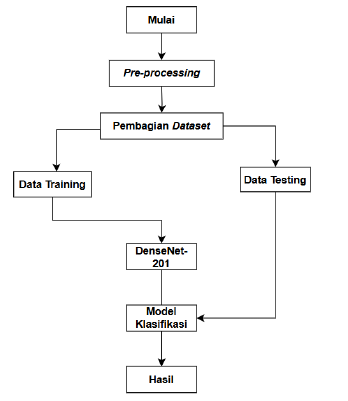 Mulai
Pre-processing
Pembagian Dataset
Data Training
Data Testing
DenseNet-
201
Model
Klasifikasi
Hasil